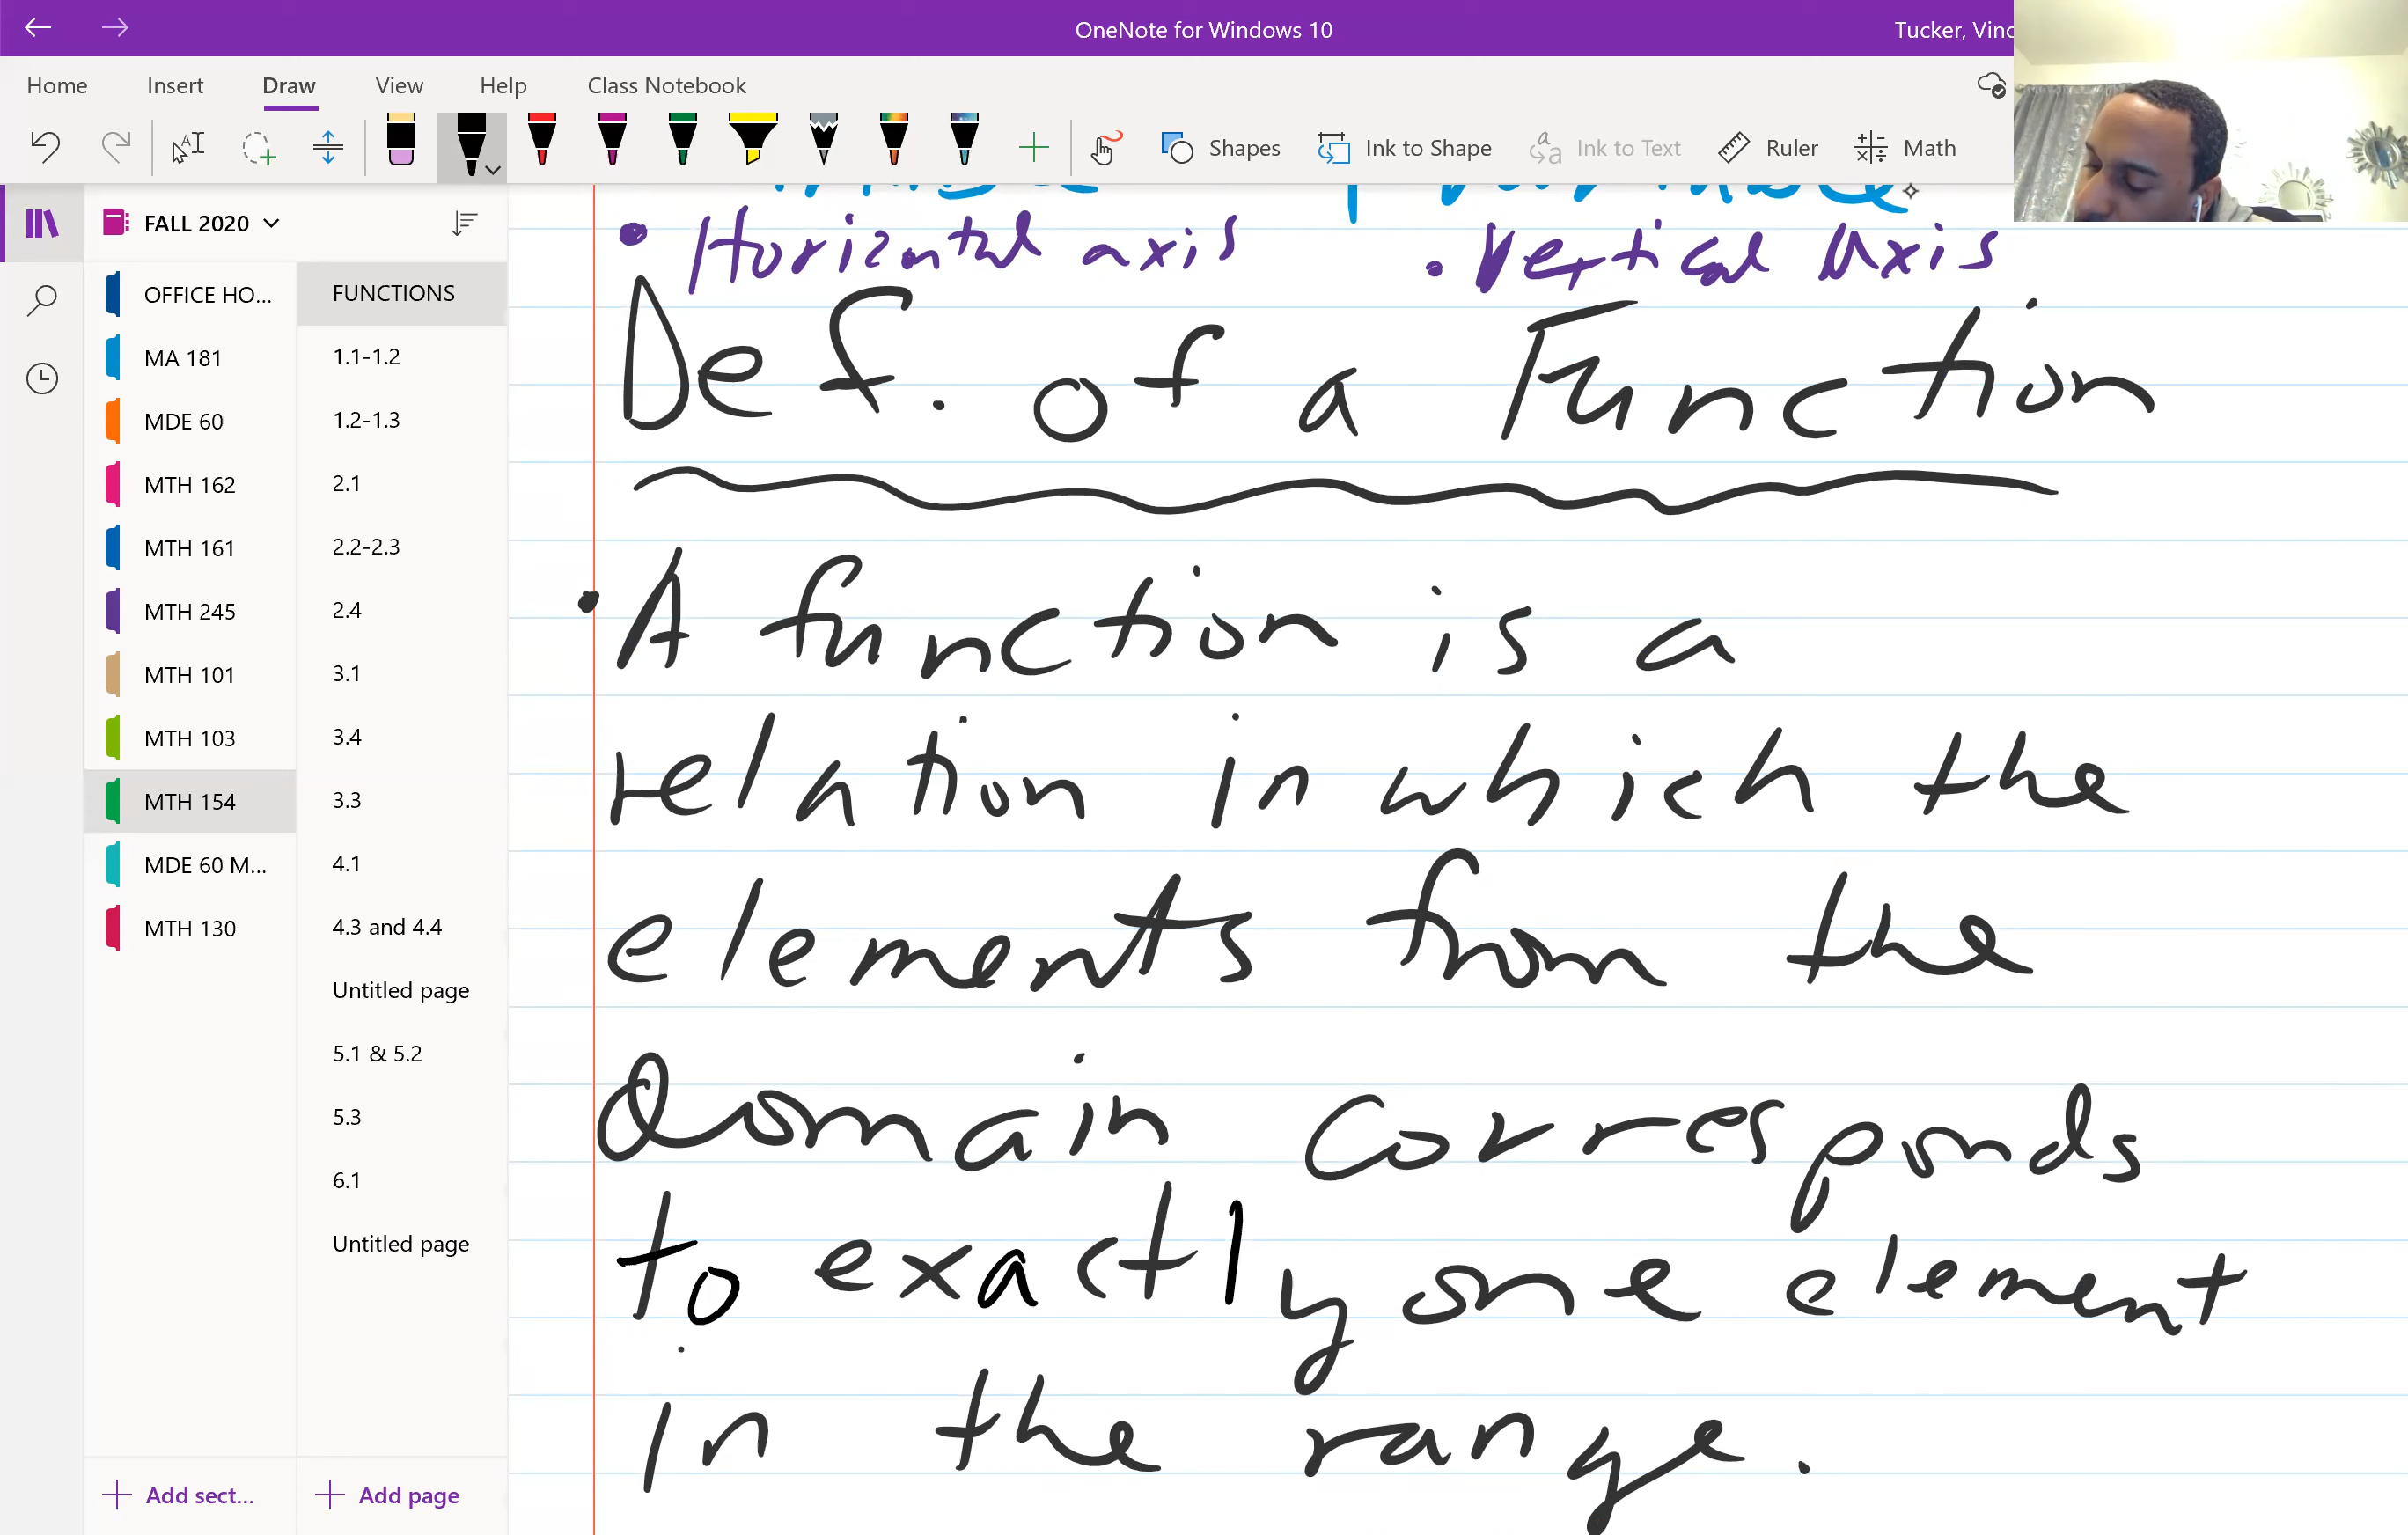 OneNote for Windows 10
Tucker, Vinc
Home Insert Draw View Help Class Notebook
Shapes Ink to Shape Ink to Text Ruler Math
FALL 2020
OFFICE HO...
MA 181
MDE 60
MTH 162
MTH 161
MTH 245
MTH 101
MTH 103
MTH 154
MDE 60 M...
MTH 130
Add sect...
FUNCTIONS
1.1-1.2
1.2-1.3
2.1
2.2-2.3
2.4
3.1
3.4
3.3
4.1
4.3 and 4.4
Untitled page
5.1 & 5.2
5.3
6.1
Untitled page
Add page
• Horizontal axis • Vertical Axis
Def. of a Function
• A function is a
relation in which the
elements from the
domain corresponds
to exactly one element
in the range.